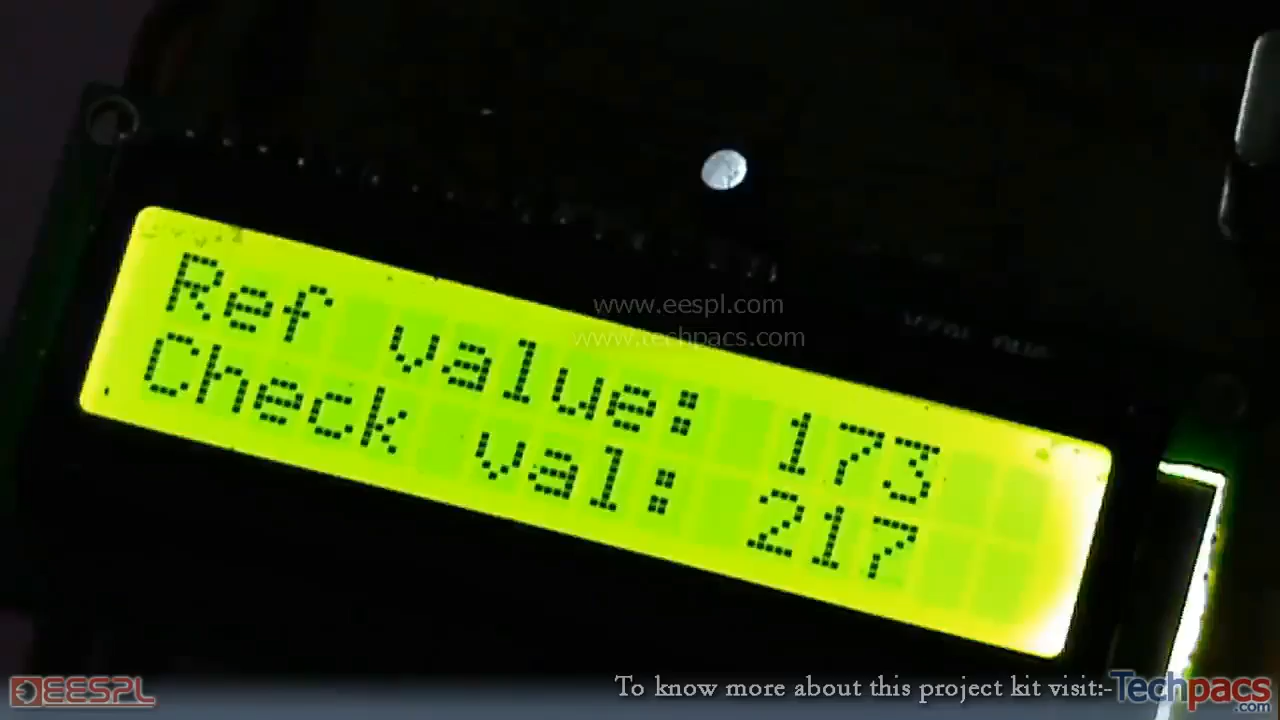 www.eespl.com
www.techpacs.com
Ref value: 173
Check val: 217
EESPL
To know more about this project kit visit:-Techpacs
.com